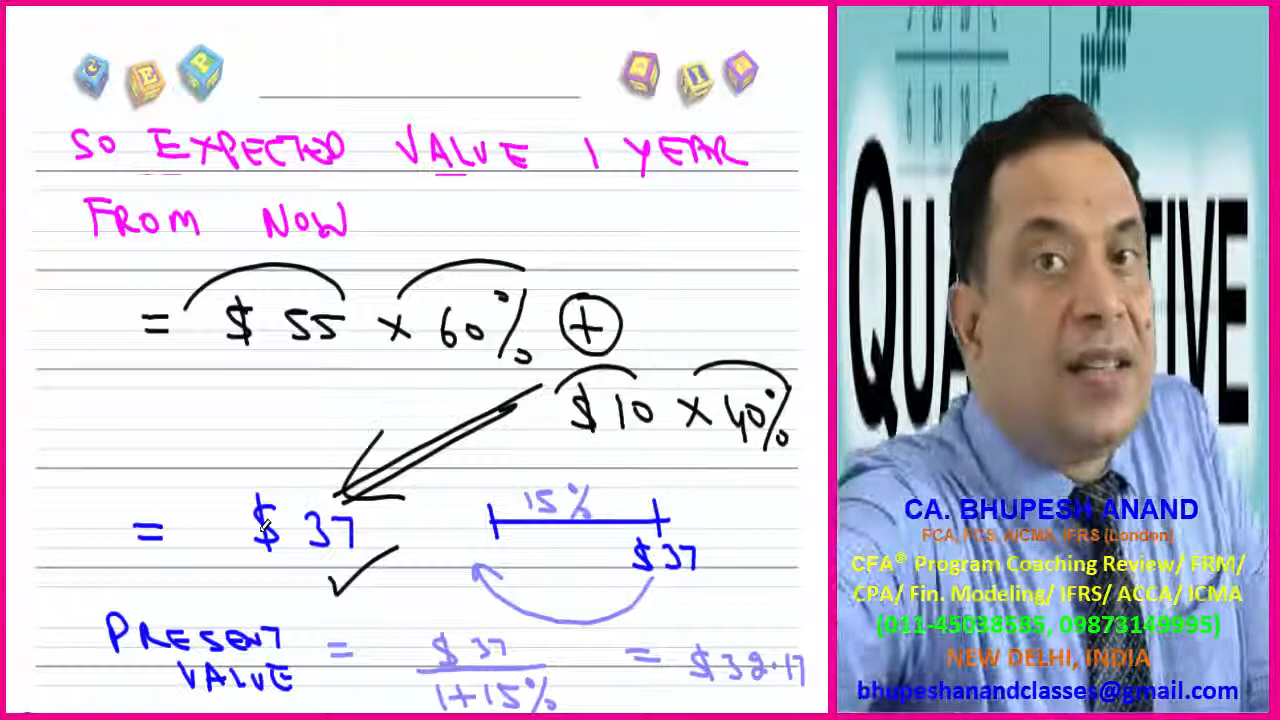 SO EXPECTED VALUE 1 YEAR
FROM NOW
= $ 55 × 60% +
$ 10 × 40%
= $ 37
15%
$37
PRESENT VALUE = $ 37 / 1+15% = $32.17
QU TIVE
CA. BHUPESH ANAND
FCA, FCS, AICMA, IFRS (London)
CFA® Program Coaching Review/ FRM/
CPA/ Fin. Modeling/ IFRS/ ACCA/ ICMA
(011-45038585, 09873149995)
NEW DELHI, INDIA
bhupeshanandclasses@gmail.com